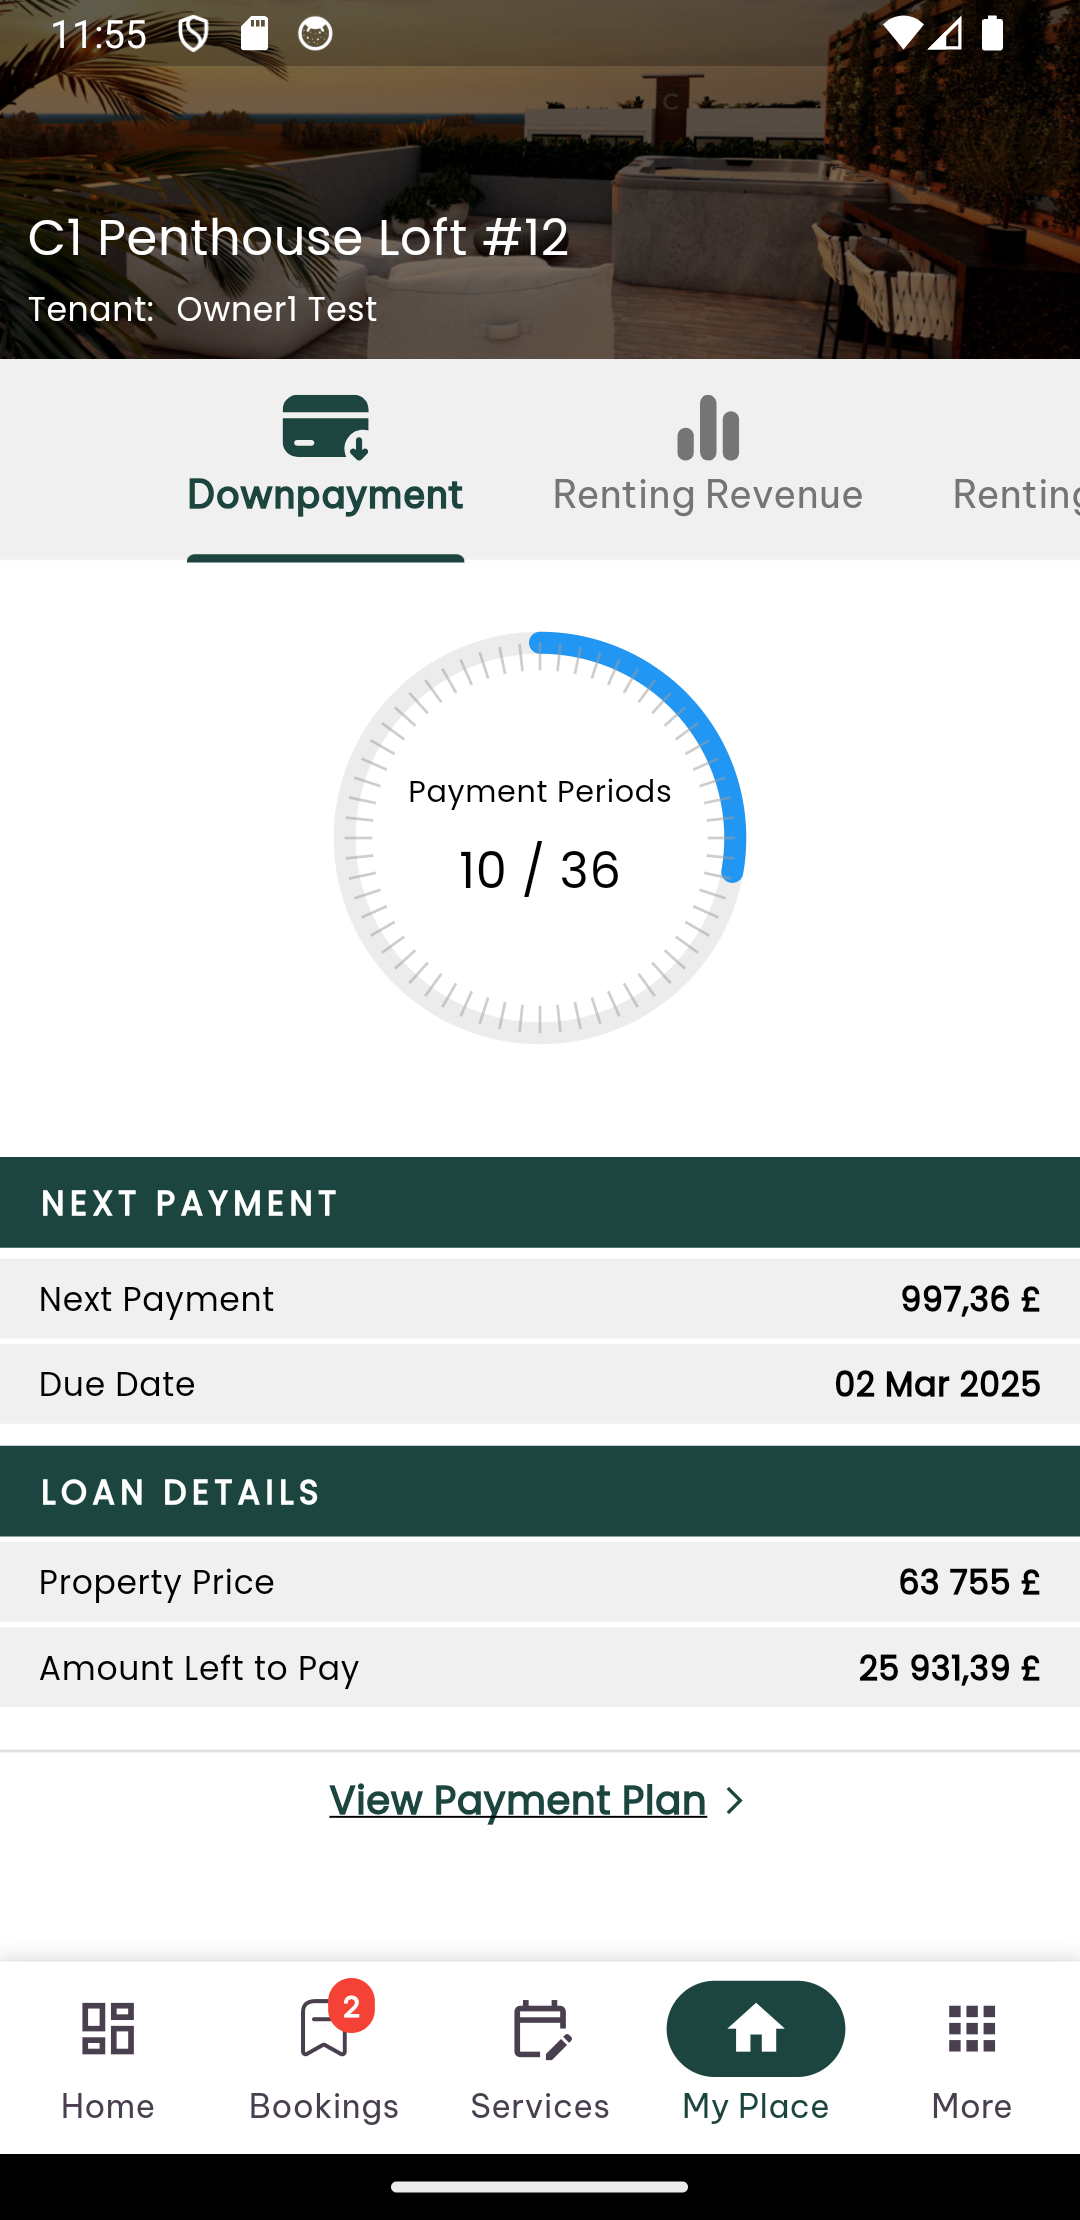 11:55
C
C1 Penthouse Loft #12
Tenant: Owner1 Test
Downpayment
Renting Revenue
Renting
Payment Periods
10 / 36
NEXT PAYMENT
Next Payment 997,36 £
Due Date 02 Mar 2025
LOAN DETAILS
Property Price 63 755 £
Amount Left to Pay 25 931,39 £
View Payment Plan
2
Home
Bookings
Services
My Place
More